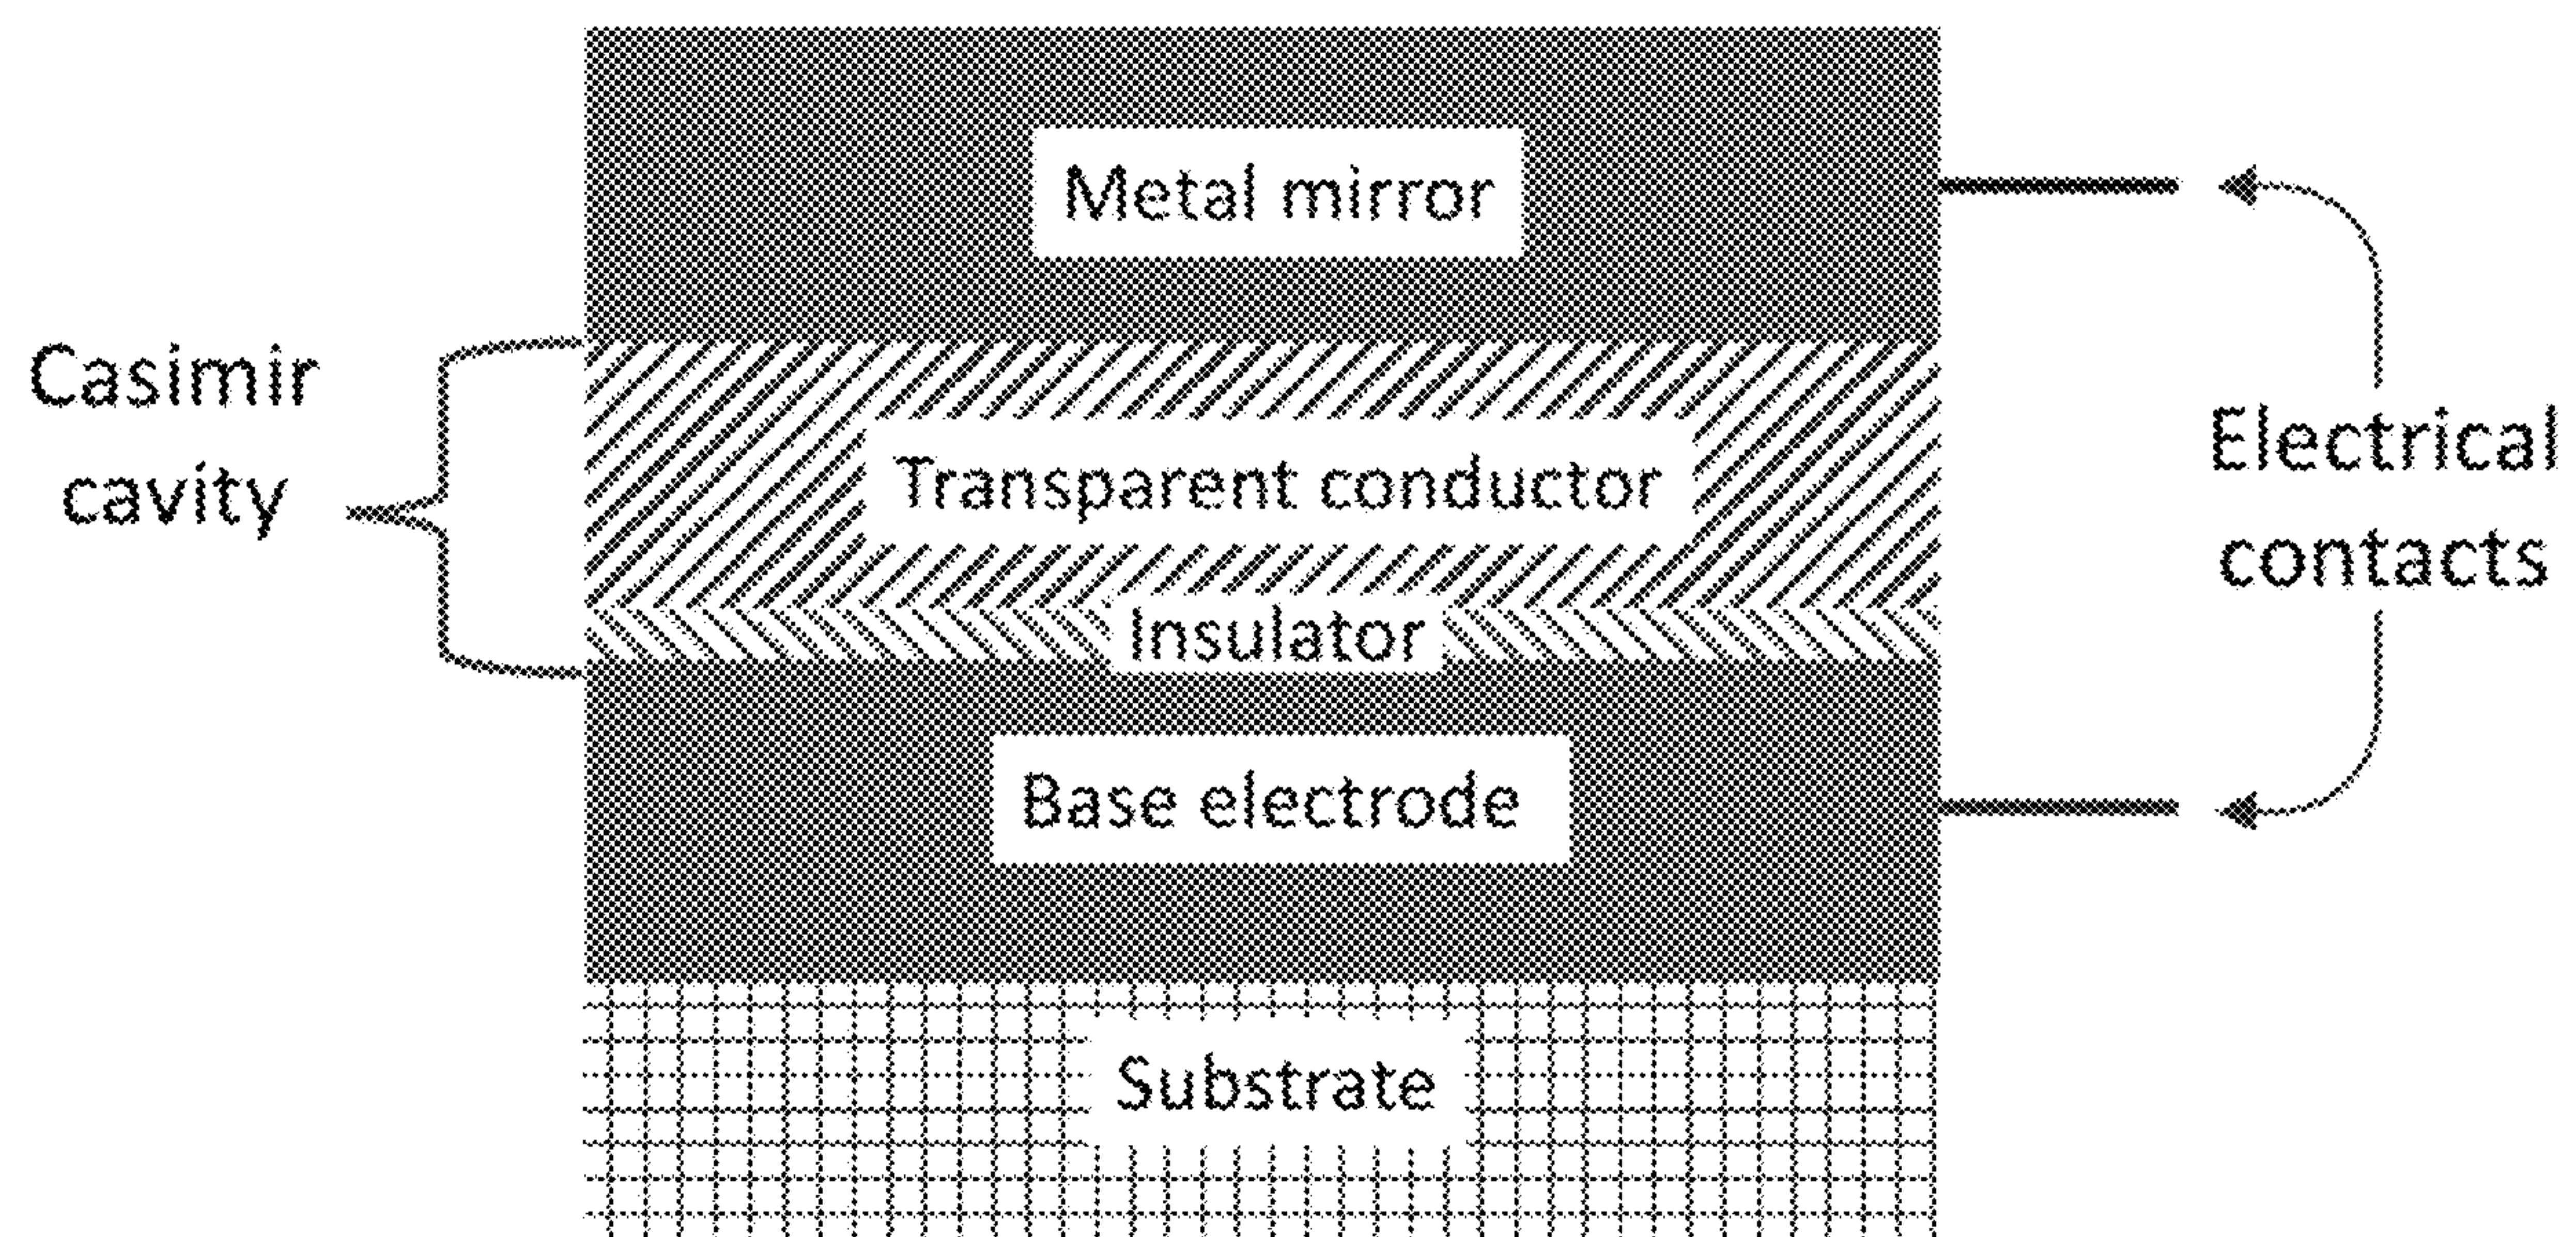 Metal mirror
Casimir
cavity
Transparent conductor
Electrical
contacts
Insulator
Base electrode
Substrate